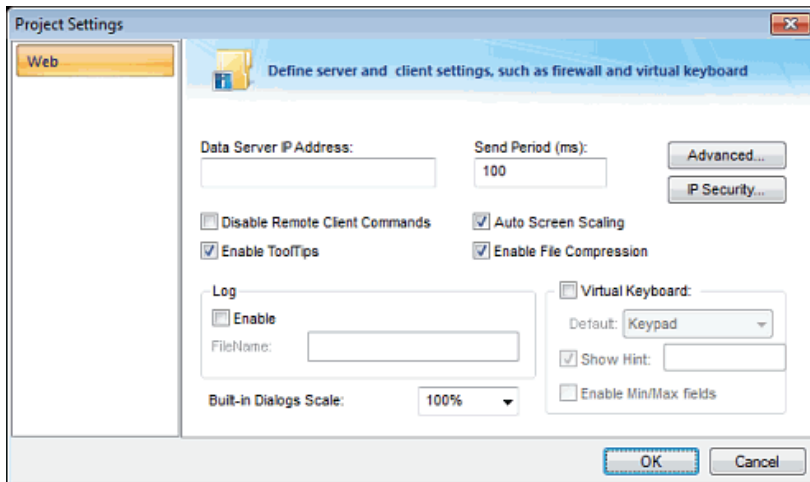 Project Settings
Web
Define server and client settings, such as firewall and virtual keyboard
Data Server IP Address:
Send Period (ms):
100
Advanced...
IP Security...
Disable Remote Client Commands
Auto Screen Scaling
Enable ToolTips
Enable File Compression
Log
Enable
FileName:
Built-in Dialogs Scale:
100%
Virtual Keyboard:
Default:
Keypad
Show Hint:
Enable Min/Max fields
OK
Cancel